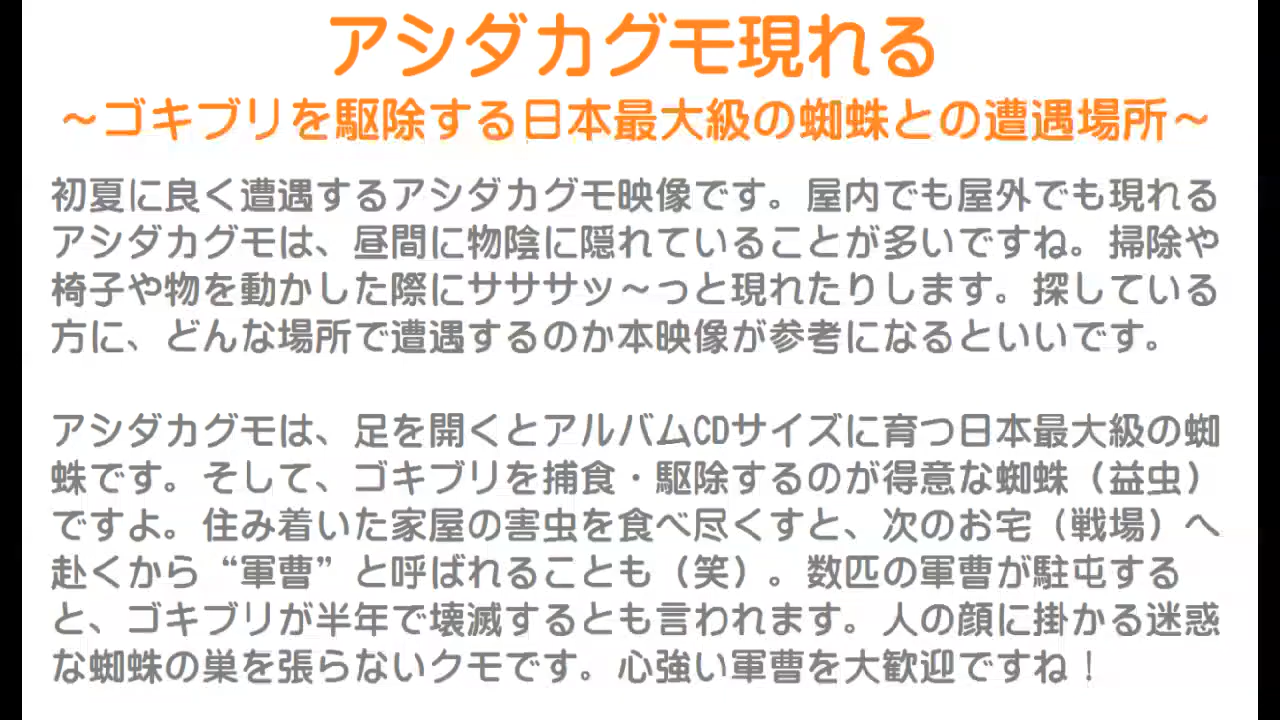 アシダカグモ現れる
～ゴキブリを駆除する日本最大級の蜘蛛との遭遇場所～
初夏に良く遭遇するアシダカグモ映像です。屋内でも屋外でも現れる
アシダカグモは、昼間に物陰に隠れていることが多いですね。掃除や
椅子や物を動かした際にサササッ～っと現れたりします。探している
方に、どんな場所で遭遇するのか本映像が参考になるといいです。
アシダカグモは、足を開くとアルバムCDサイズに育つ日本最大級の蜘
蛛です。そして、ゴキブリを捕食・駆除するのが得意な蜘蛛（益虫）
ですよ。住み着いた家屋の害虫を食べ尽くすと、次のお宅（戦場）へ
赴くから“軍曹”と呼ばれることも（笑）。数匹の軍曹が駐屯する
と、ゴキブリが半年で壊滅するとも言われます。人の顔に掛かる迷惑
な蜘蛛の巣を張らないクモです。心強い軍曹を大歓迎ですね！